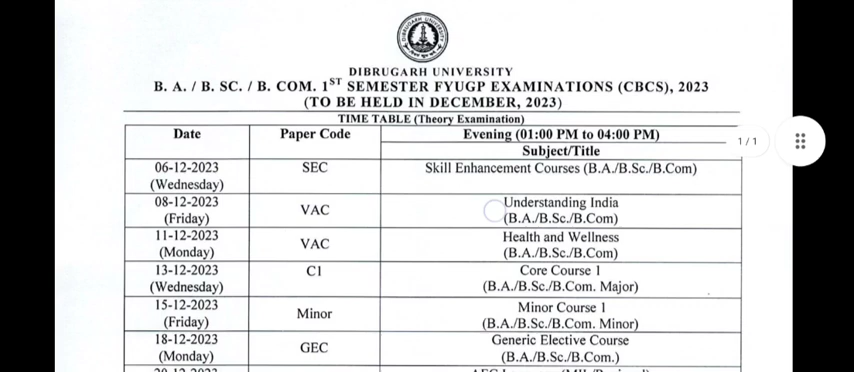 DIBRUGARH UNIVERSITY
B. A. / B. SC. / B. COM. 1ST SEMESTER FYUGP EXAMINATIONS (CBCS), 2023
(TO BE HELD IN DECEMBER, 2023)
TIME TABLE (Theory Examination)
Date Paper Code Evening (01:00 PM to 04:00 PM)
Subject/Title
1 / 1
06-12-2023 SEC Skill Enhancement Courses (B.A./B.Sc./B.Com)
(Wednesday)
08-12-2023 VAC Understanding India
(Friday) (B.A./B.Sc./B.Com)
11-12-2023 VAC Health and Wellness
(Monday) (B.A./B.Sc./B.Com)
13-12-2023 C1 Core Course 1
(Wednesday) (B.A./B.Sc./B.Com. Major)
15-12-2023 Minor Minor Course 1
(Friday) (B.A./B.Sc./B.Com. Minor)
18-12-2023 GEC Generic Elective Course
(Monday) (B.A./B.Sc./B.Com.)